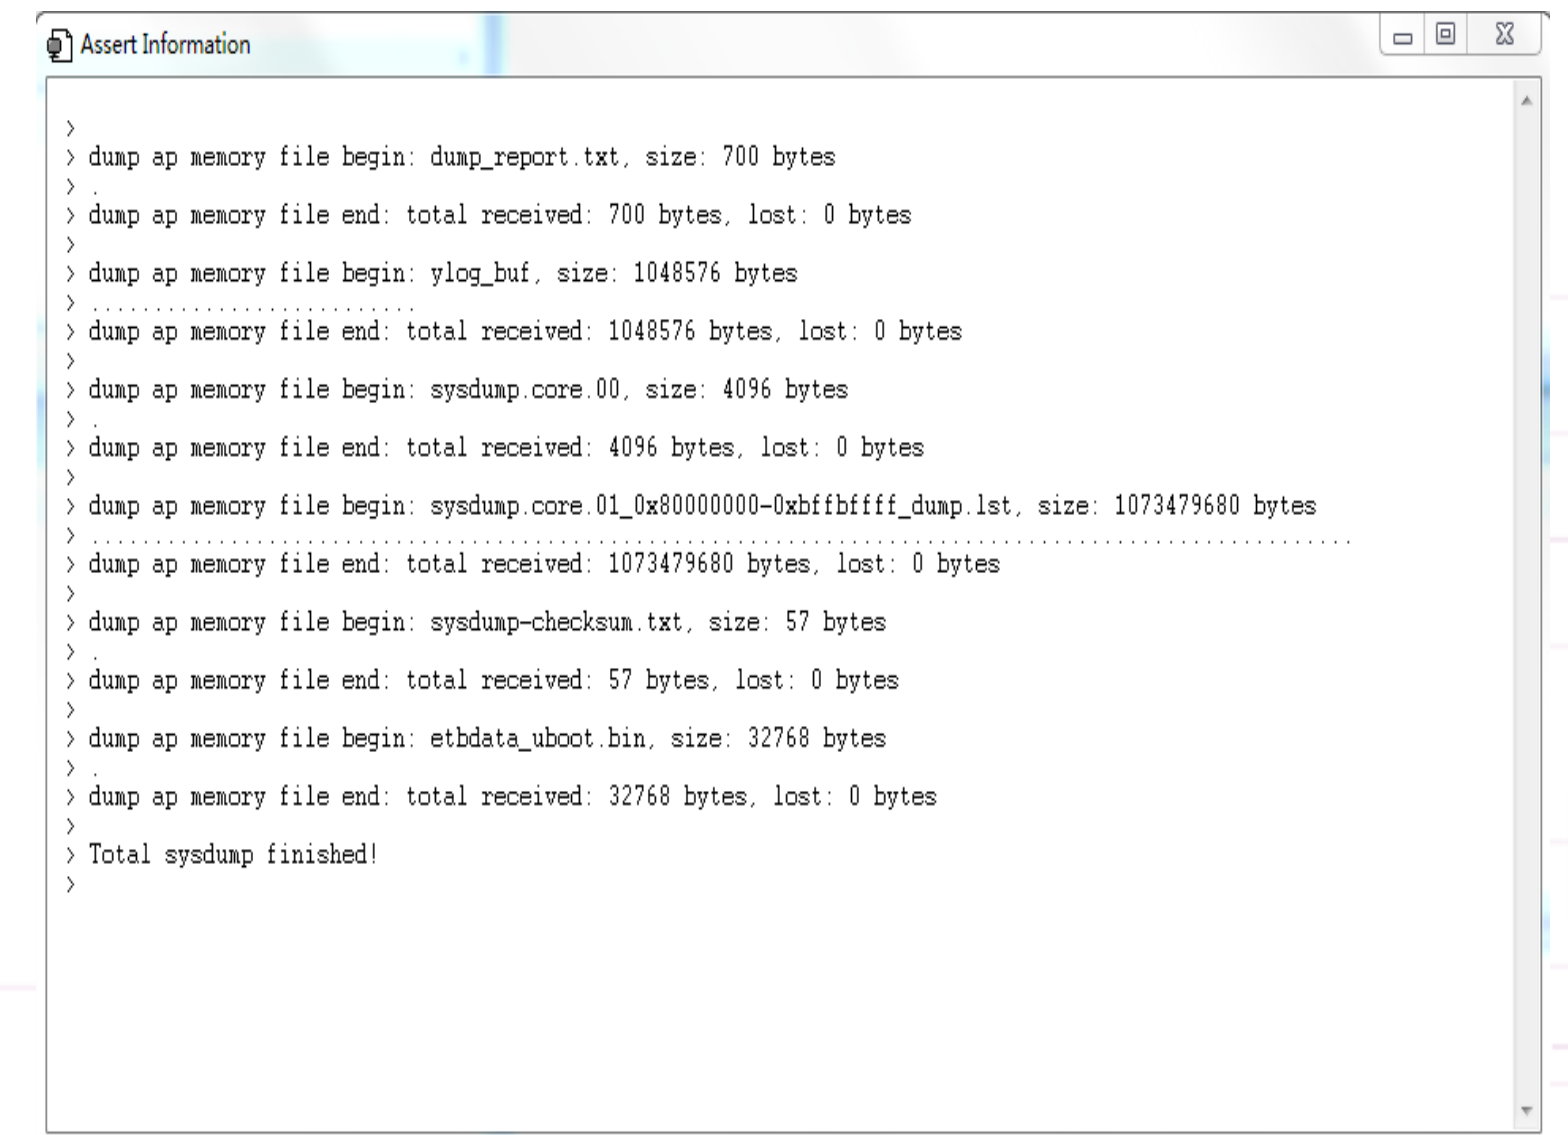 Assert Information
>
> dump ap memory file begin: dump_report.txt, size: 700 bytes
> .
> dump ap memory file end: total received: 700 bytes, lost: 0 bytes
>
> dump ap memory file begin: ylog_buf, size: 1048576 bytes
> ..........................
> dump ap memory file end: total received: 1048576 bytes, lost: 0 bytes
>
> dump ap memory file begin: sysdump.core.00, size: 4096 bytes
> .
> dump ap memory file end: total received: 4096 bytes, lost: 0 bytes
>
> dump ap memory file begin: sysdump.core.01_0x80000000-0xbffbffff_dump.lst, size: 1073479680 bytes
> ....................................................................................................
> dump ap memory file end: total received: 1073479680 bytes, lost: 0 bytes
>
> dump ap memory file begin: sysdump-checksum.txt, size: 57 bytes
> .
> dump ap memory file end: total received: 57 bytes, lost: 0 bytes
>
> dump ap memory file begin: etbdata_uboot.bin, size: 32768 bytes
> .
> dump ap memory file end: total received: 32768 bytes, lost: 0 bytes
>
> Total sysdump finished!
>